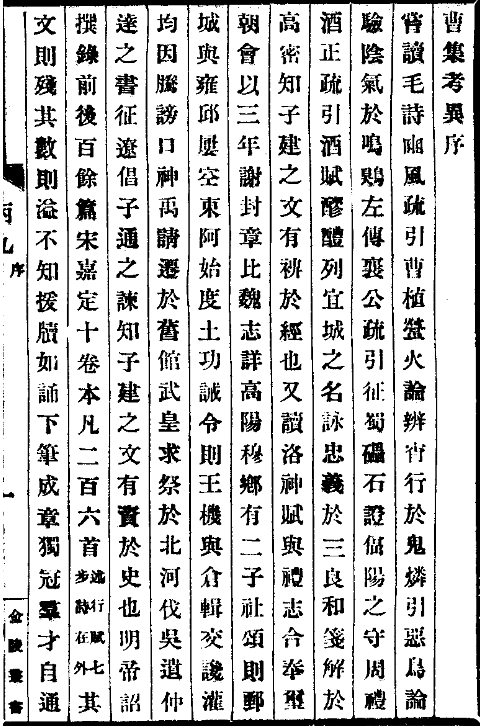 曹集考異序
嘗讀毛詩豳風疏引曹植螢火論辨宵行於鬼燐引惡鳥論
驗陰氣於鳴鵙左傳襄公疏引征蜀礧石證偪陽之守周禮
酒正疏引酒賦醪醴列宜城之名詠忠義於三良和箋解於
高密知子建之文有裨於經也又讀洛神賦與禮志合奉璽
朝會以三年謝封章比魏志詳高陽穆鄉有二子社頌則鄄
城與雍邱屢空東阿始度土功誡令則王機與倉輯交讒灌
均因騰謗口神禹請遷於舊館武皇求祭於北河伐吳遺仲
達之書征遼倡子通之諫知子建之文有資於史也明帝詔
撰錄前後百餘篇宋嘉定十卷本凡二百六首述行賦七步詩在外其
文則殘其數則溢不知援牘如誦下筆成章獨冠羣才自通
序
金陵叢書